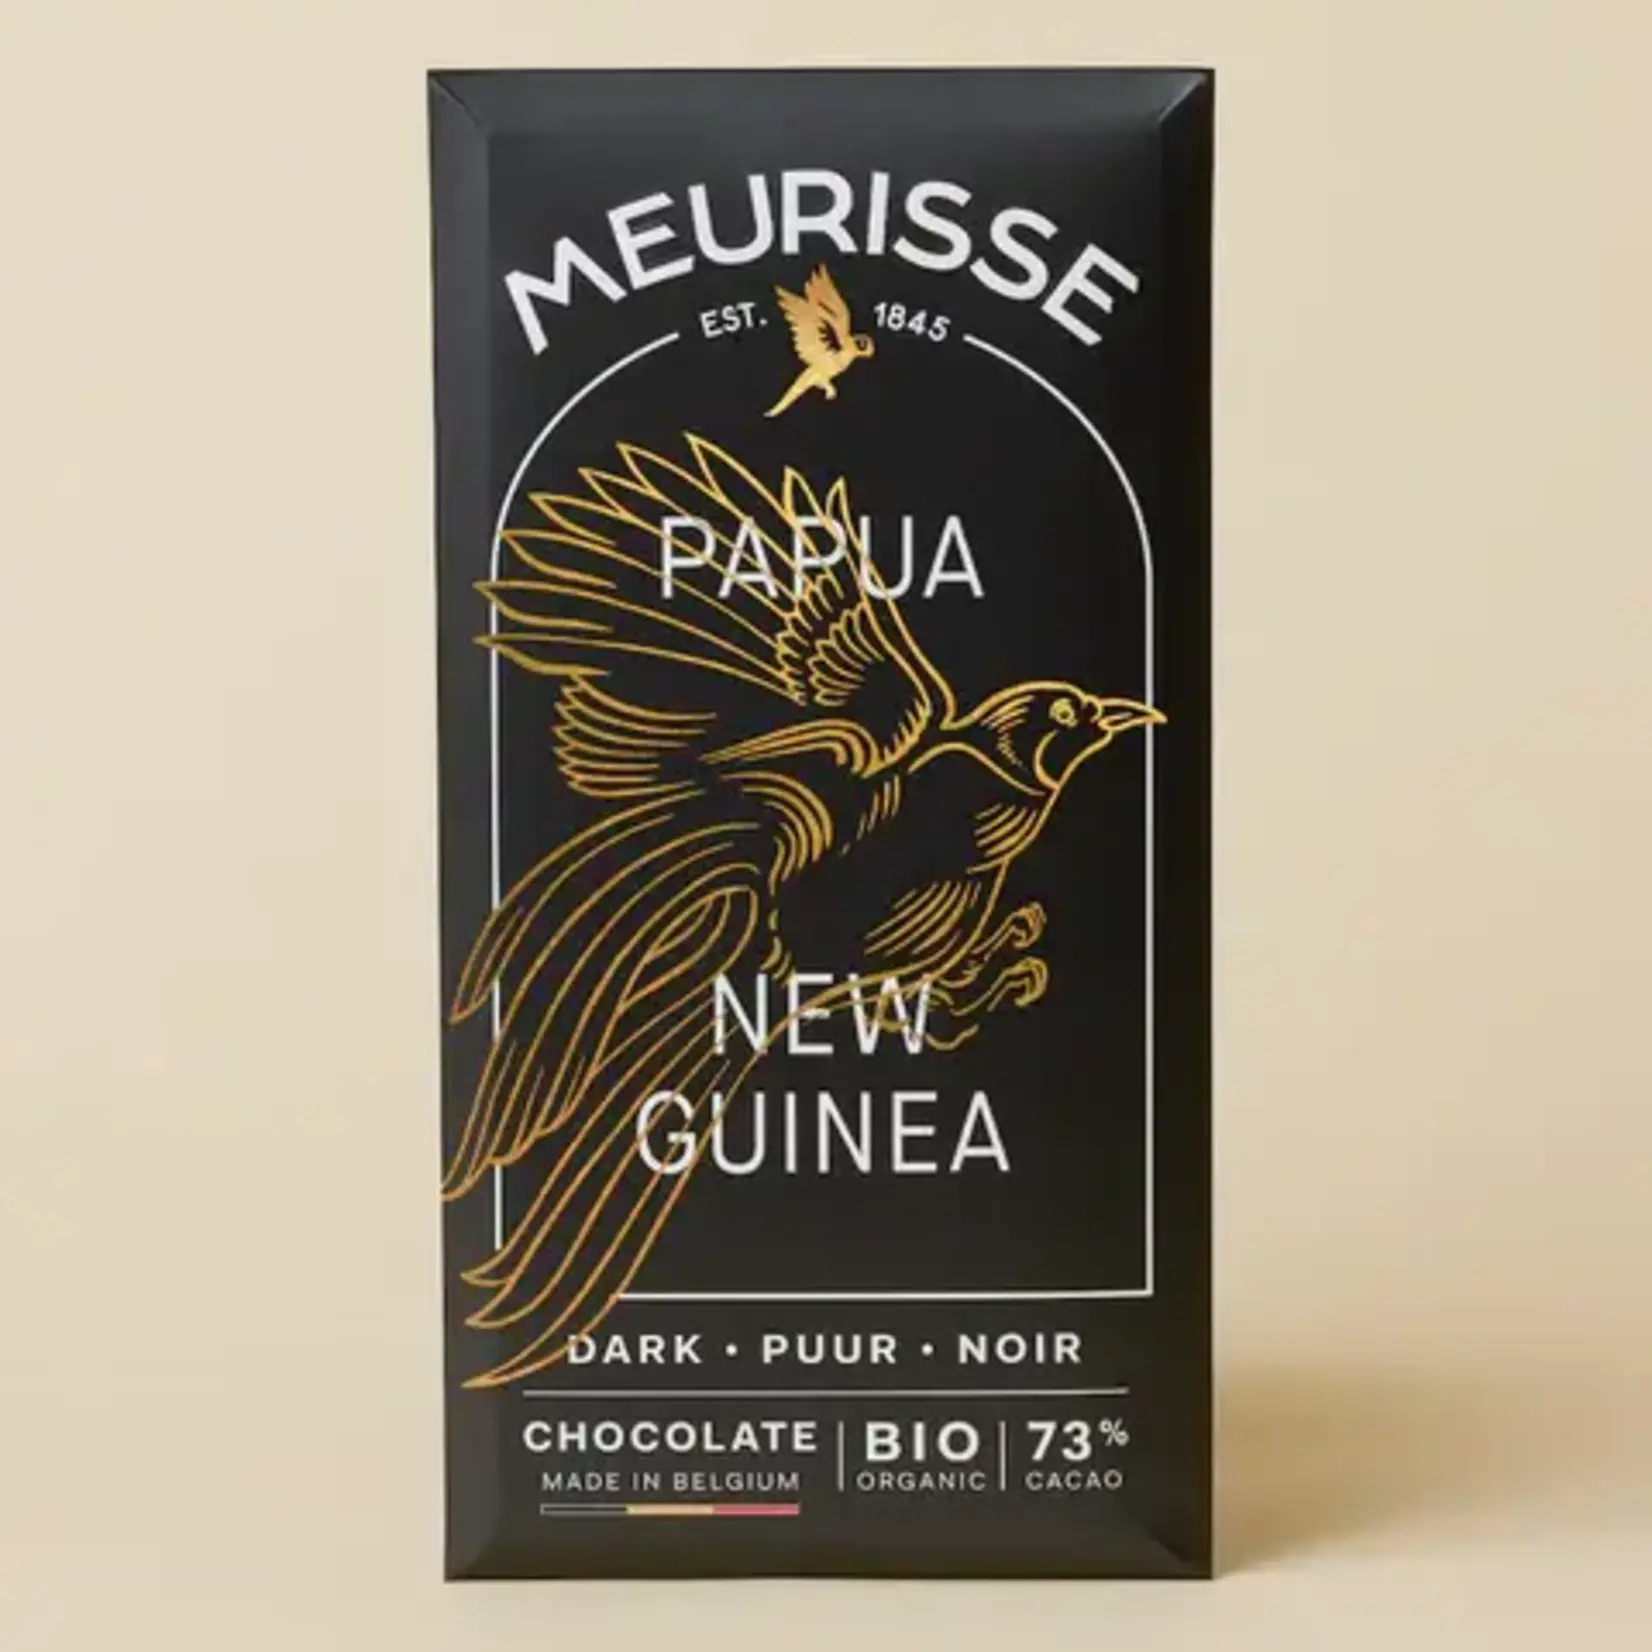 MEURISSE
EST. 1845
PAPUA
NEW
GUINEA
DARK • PUUR • NOIR
CHOCOLATE | BIO | 73%
MADE IN BELGIUM ORGANIC CACAO